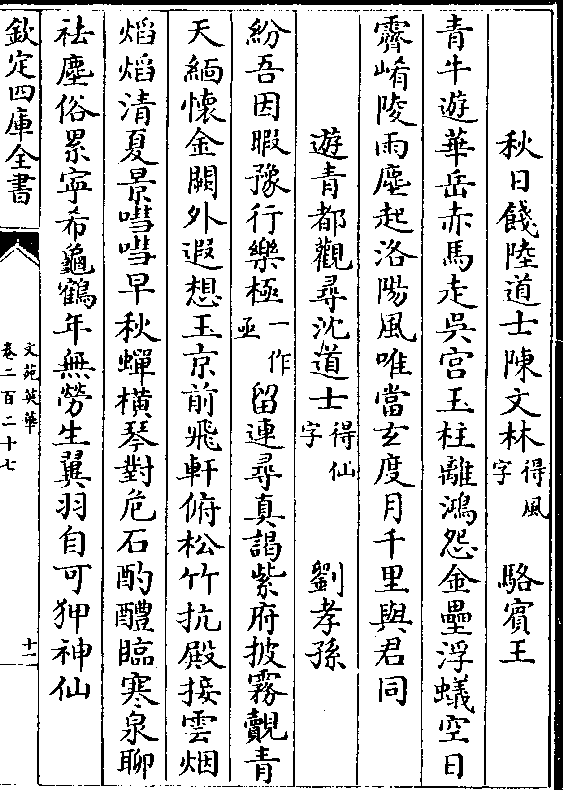 秋日餞陸道士陳文林得風字　駱賓王
青牛遊華岳赤馬走吳宫玉柱離鴻怨金罍浮蟻空日
霽崤陵雨塵起洛陽風唯當玄度月千里與君同
遊青都觀尋沈道士得仙字　劉孝孫
紛吾因暇豫行樂極一作亟留連尋真謁紫府披霧覿青
天緬懷金闕外遐想玉京前飛軒俯松竹抗殿接雲烟
熖熖清夏景嘒嘒早秋蟬横琴對危石酌醴臨寒泉聊
祛塵俗累寧希龜鶴年無勞生翼羽自可狎神仙
欽定四庫全書
文苑英華
卷二百二十七
十二